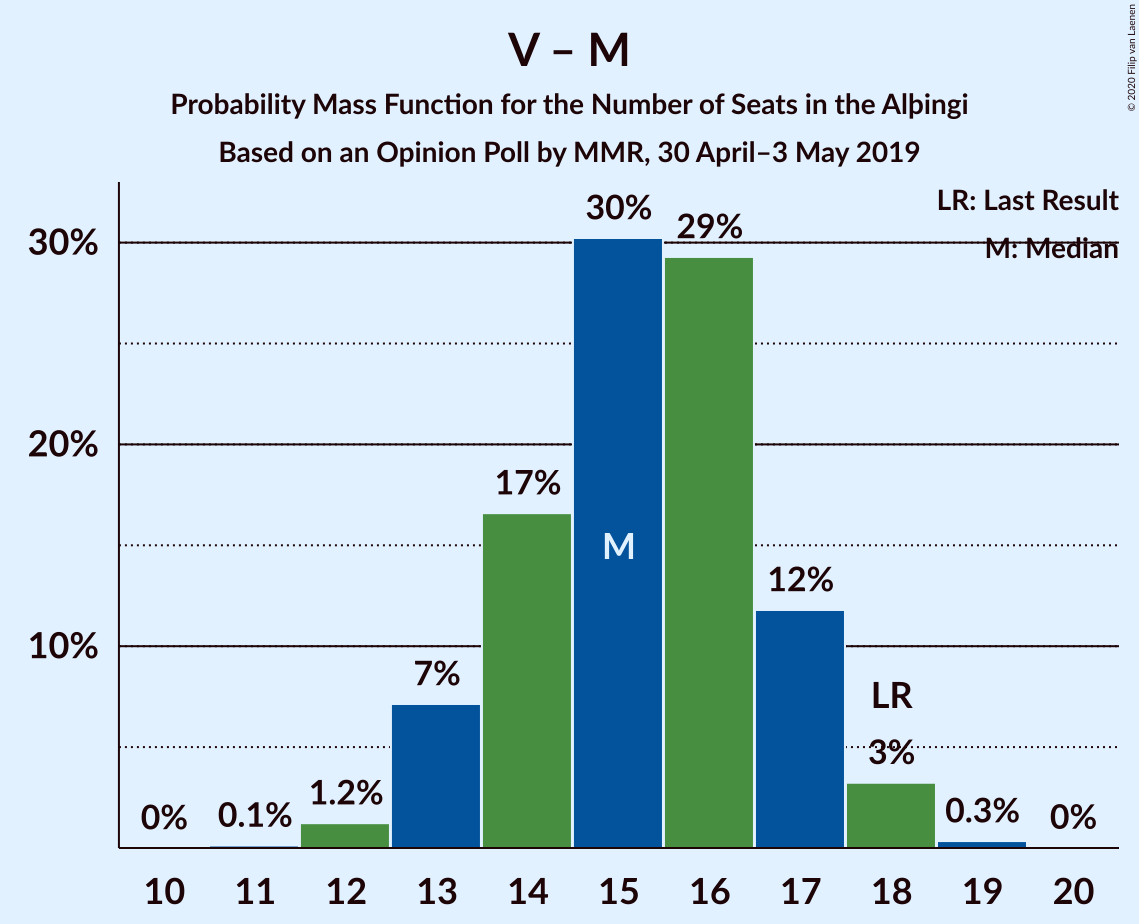 V – M
Probability Mass Function for the Number of Seats in the Alþingi
Based on an Opinion Poll by MMR, 30 April–3 May 2019
© 2020 Filip van Laenen
LR: Last Result
M: Median
30%
20%
10%
0%
0.1%
1.2%
7%
17%
30%
M
29%
12%
LR
3%
0.3%
0%
10 11 12 13 14 15 16 17 18 19 20